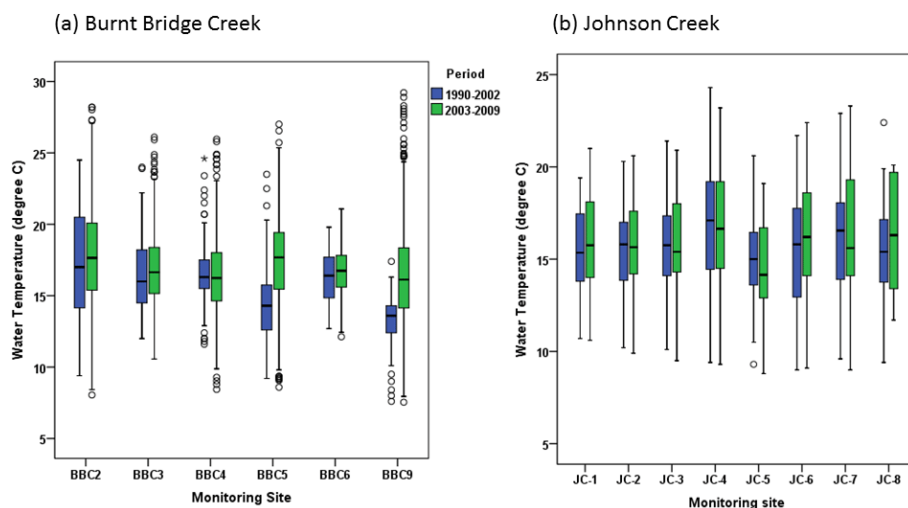 (a) Burnt Bridge Creek
(b) Johnson Creek
Period
1990-2002
2003-2009
Water Temperature (degree C)
30
25
20
15
10
5
BBC2 BBC3 BBC4 BBC5 BBC6 BBC9
Monitoring Site
Water Temperature (degree C)
25
20
15
10
5
JC-1 JC-2 JC-3 JC-4 JC-5 JC-6 JC-7 JC-8
Monitoring site